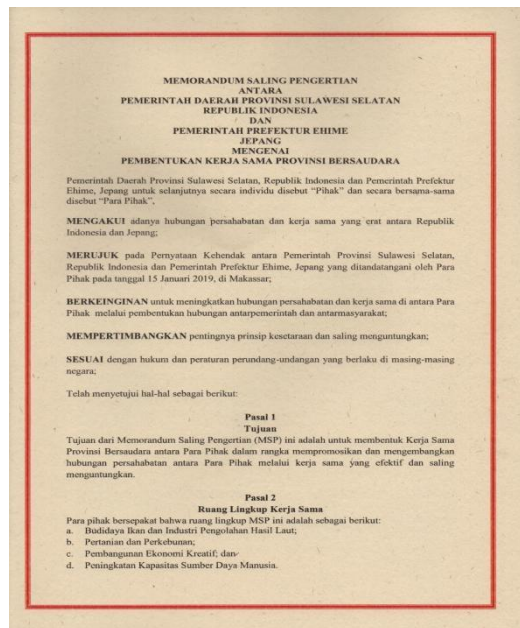 MEMORANDUM SALING PENGERTIAN
ANTARA
PEMERINTAH DAERAH PROVINSI SULAWESI SELATAN
REPUBLIK INDONESIA
DAN
PEMERINTAH PREFEKTUR EHIME
JEPANG
MENGENAI
PEMBENTUKAN KERJA SAMA PROVINSI BERSAUDARA
Pemerintah Daerah Provinsi Sulawesi Selatan, Republik Indonesia dan Pemerintah Prefektur
Ehime, Jepang untuk selanjutnya secara individu disebut “Pihak” dan secara bersama-sama
disebut “Para Pihak”,
MENGAKUI adanya hubungan persahabatan dan kerja sama yang erat antara Republik
Indonesia dan Jepang;
MERUJUK pada Pernyataan Kehendak antara Pemerintah Provinsi Sulawesi Selatan,
Republik Indonesia dan Pemerintah Prefektur Ehime, Jepang yang ditandatangani oleh Para
Pihak pada tanggal 15 Januari 2019, di Makassar;
BERKEINGINAN untuk meningkatkan hubungan persahabatan dan kerja sama di antara Para
Pihak melalui pembentukan hubungan antarpemerintah dan antarmasyarakat;
MEMPERTIMBANGKAN pentingnya prinsip kesetaraan dan saling menguntungkan;
SESUAI dengan hukum dan peraturan perundang-undangan yang berlaku di masing-masing
negara;
Telah menyetujui hal-hal sebagai berikut:
Pasal 1
Tujuan
Tujuan dari Memorandum Saling Pengertian (MSP) ini adalah untuk membentuk Kerja Sama
Provinsi Bersaudara antara Para Pihak dalam rangka mempromosikan dan mengembangkan
hubungan persahabatan antara Para Pihak melalui kerja sama yang efektif dan saling
menguntungkan.
Pasal 2
Ruang Lingkup Kerja Sama
Para pihak bersepakat bahwa ruang lingkup MSP ini adalah sebagai berikut:
a. Budidaya Ikan dan Industri Pengolahan Hasil Laut;
b. Pertanian dan Perkebunan;
c. Pembangunan Ekonomi Kreatif; dan
d. Peningkatan Kapasitas Sumber Daya Manusia.